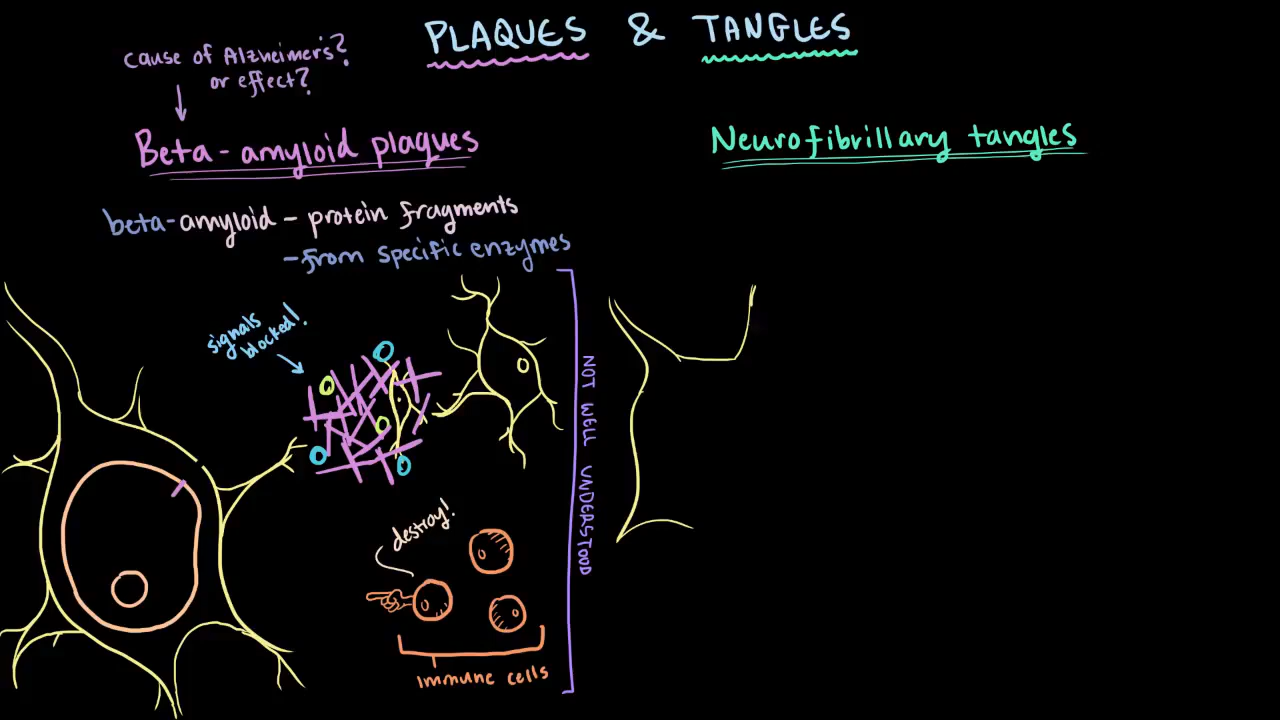 PLAQUES & TANGLES
cause of Alzheimer's?
or effect?
Beta-amyloid plaques
beta-amyloid - protein fragments
- from specific enzymes
signals
blocked!
destroy!
immune cells
NOT WELL UNDERSTOOD
Neurofibrillary tangles